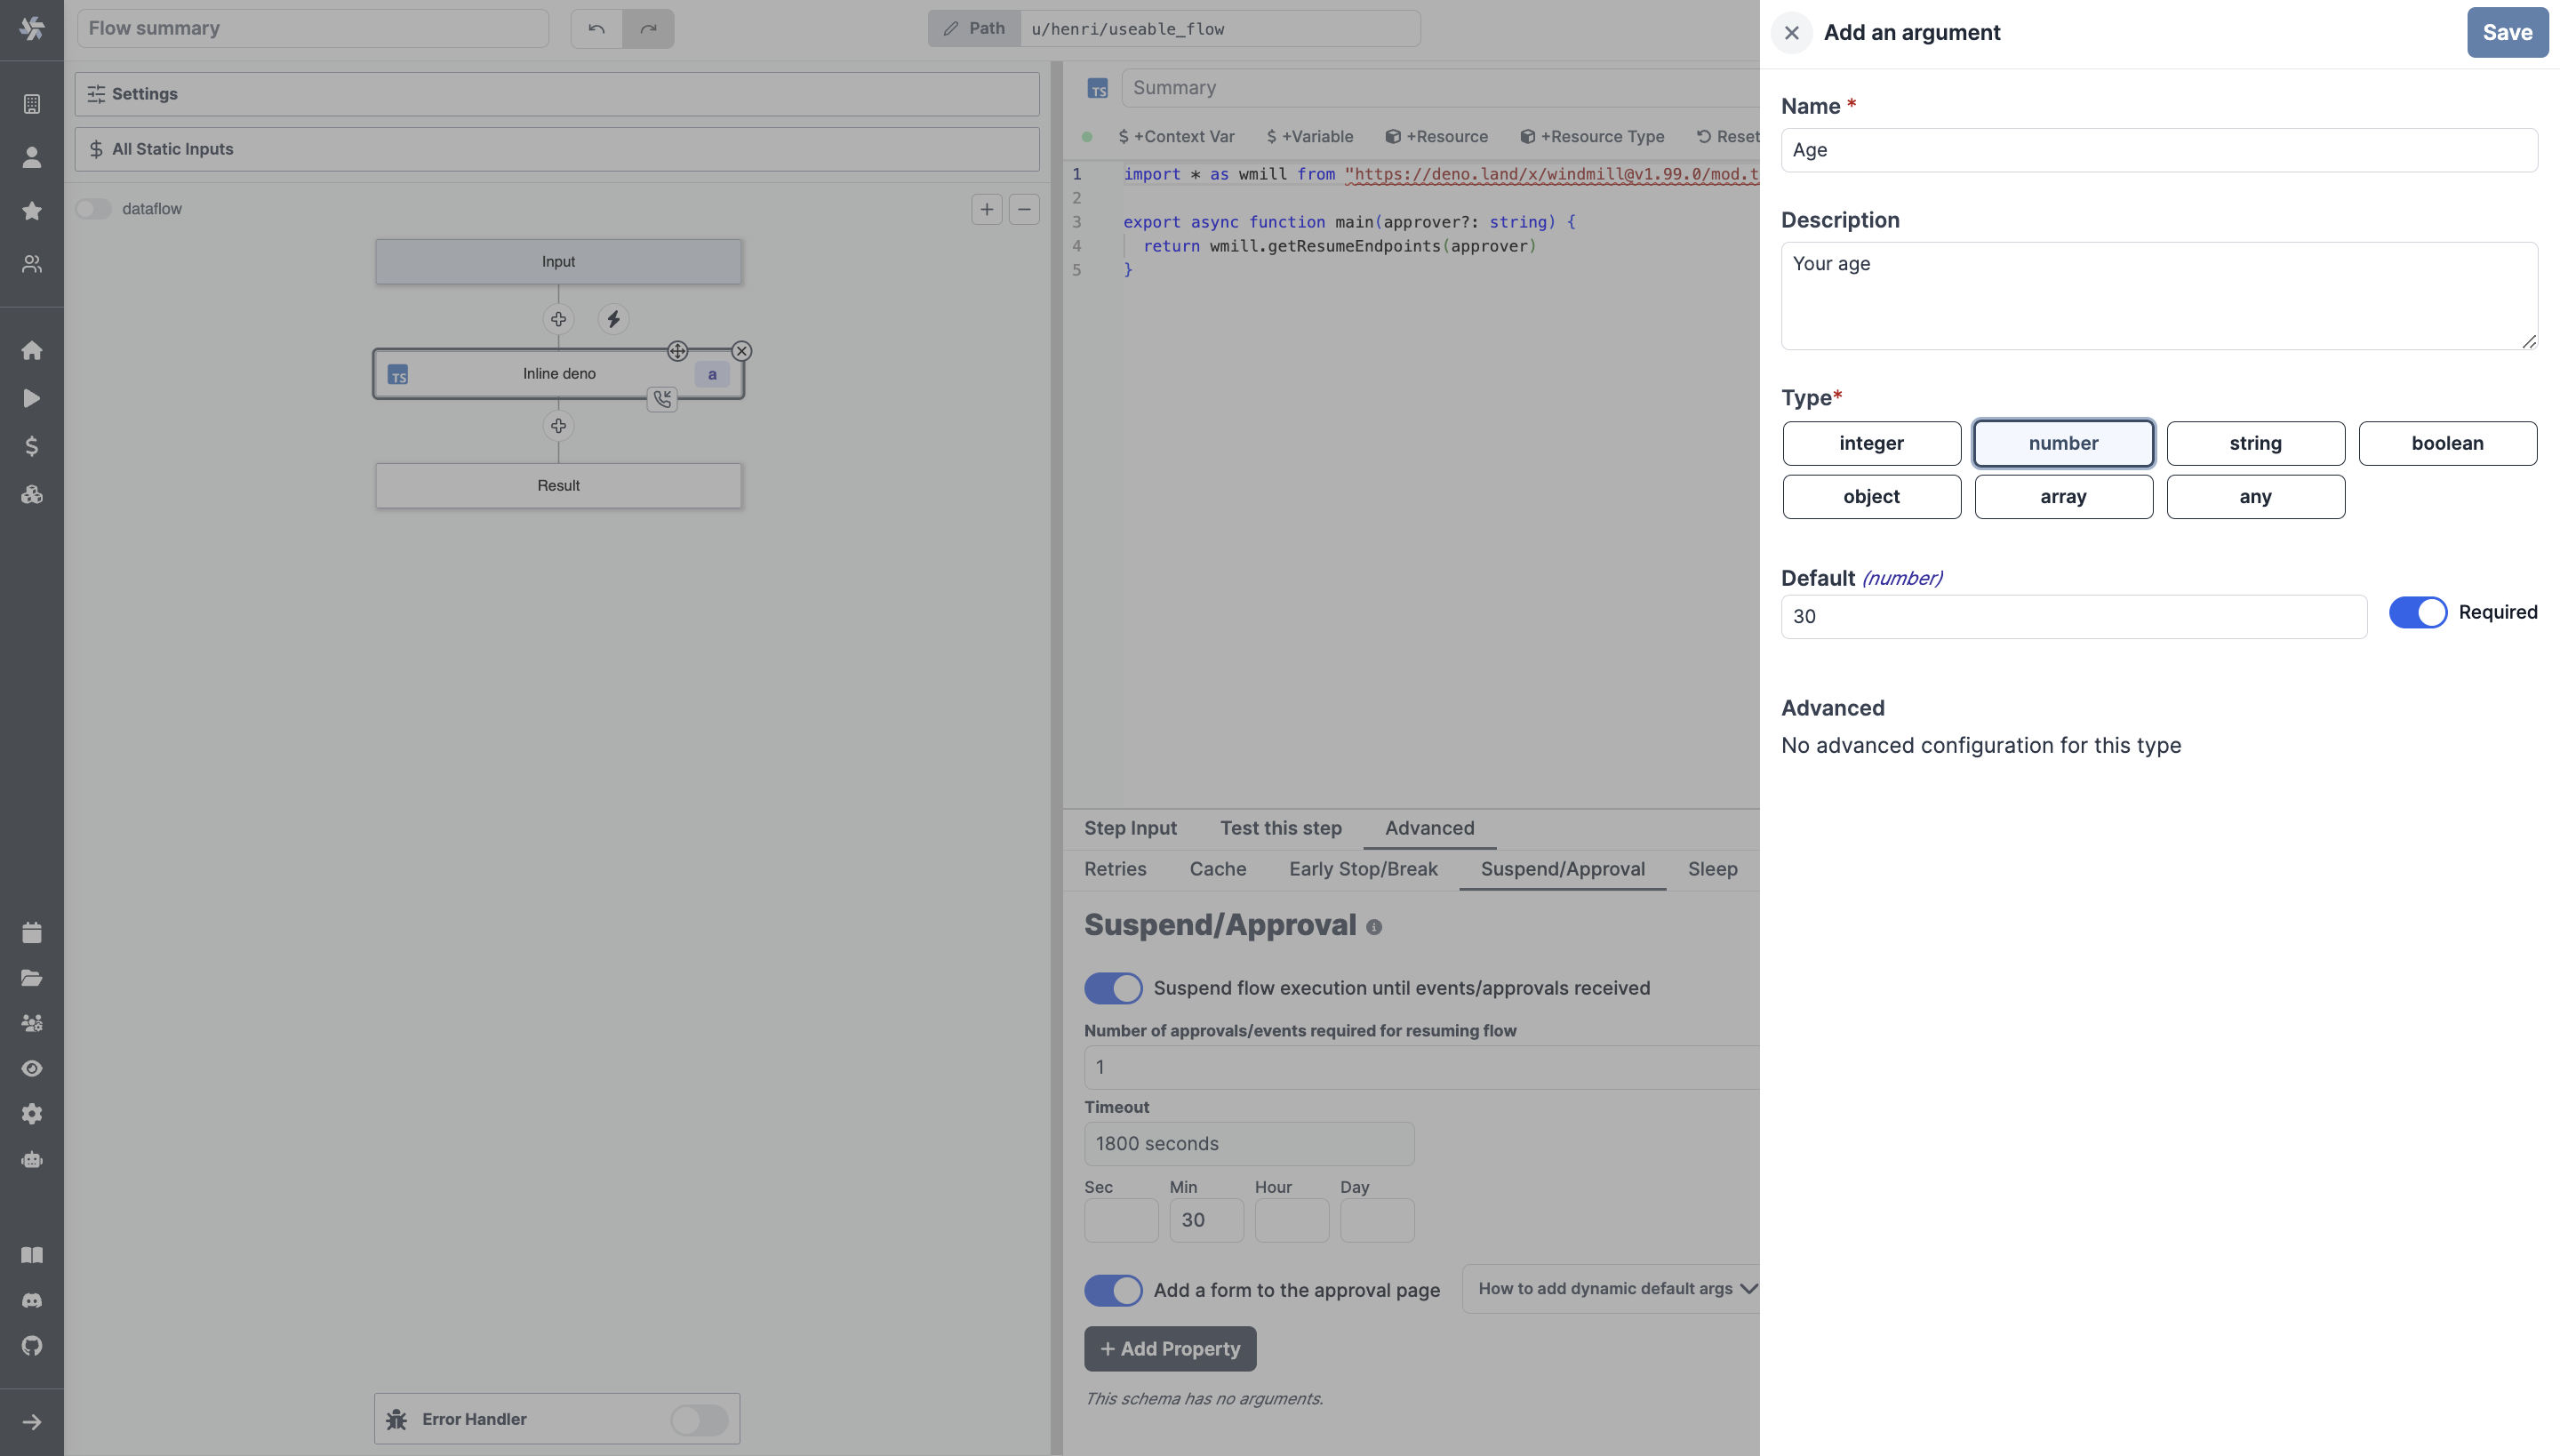 Flow summary
Path
u/henri/useable_flow
Settings
All Static Inputs
dataflow
Input
TS
Inline deno
a
Result
Error Handler
TS
Summary
+Context Var
+Variable
+Resource
+Resource Type
Reset
1 import * as wmill from "https://deno.land/x/windmill@v1.99.0/mod.t
2
3 export async function main(approver?: string) {
4 return wmill.getResumeEndpoints(approver)
5 }
Step Input
Test this step
Advanced
Retries
Cache
Early Stop/Break
Suspend/Approval
Sleep
Suspend/Approval
Suspend flow execution until events/approvals received
Number of approvals/events required for resuming flow
1
Timeout
1800 seconds
Sec
Min
Hour
Day
30
Add a form to the approval page
How to add dynamic default args
+ Add Property
This schema has no arguments.
Add an argument
Save
Name *
Age
Description
Your age
Type*
integer
number
string
boolean
object
array
any
Default (number)
30
Required
Advanced
No advanced configuration for this type